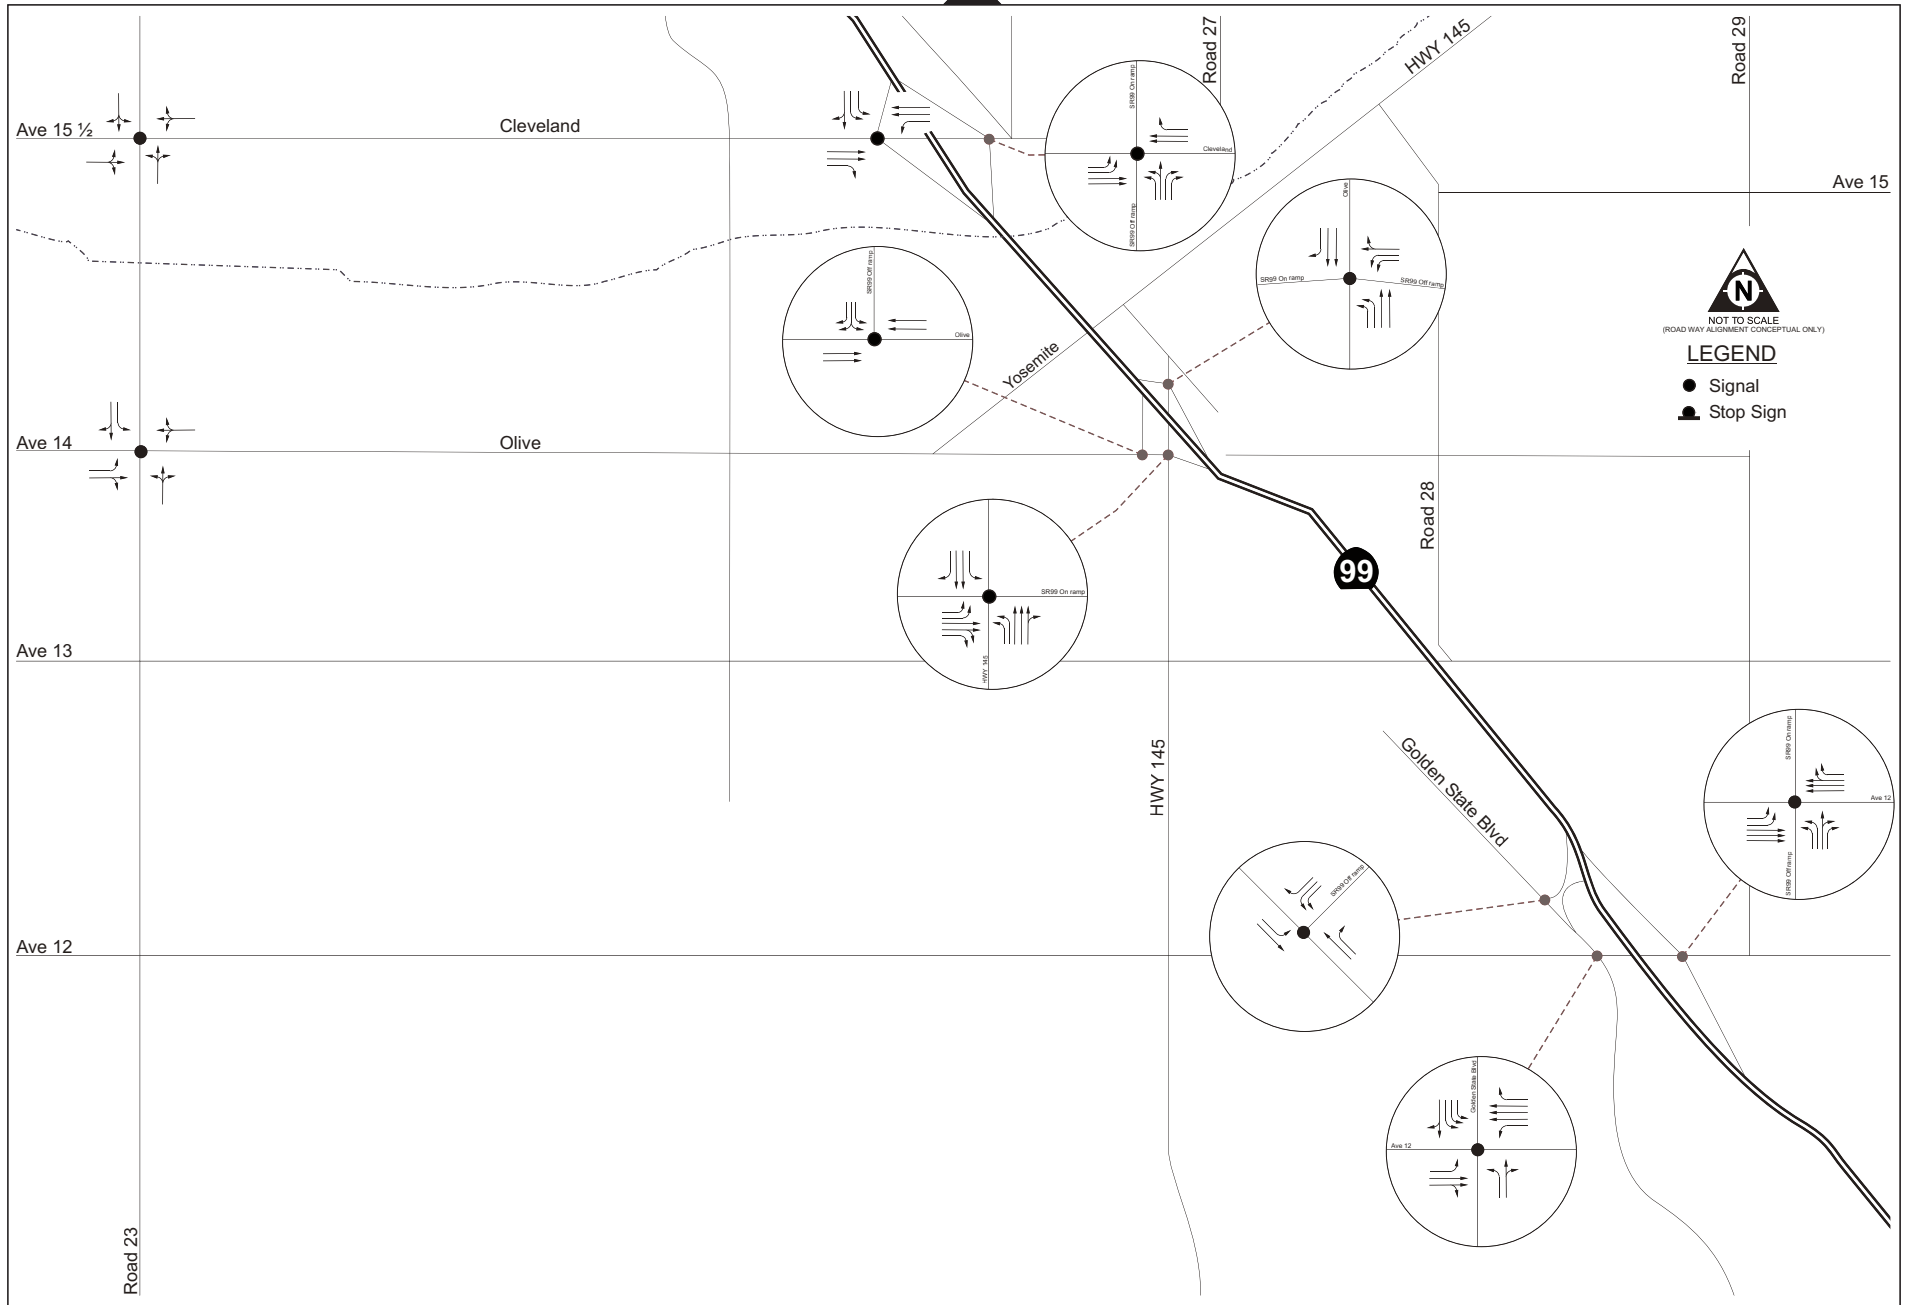 Road 27
HWY 145
Road 29
Ave 15 ½
Cleveland
SR99 On ramp
Cleveland
SR99 Off ramp
Ave 15
Olive
SR99 On ramp
SR99 Off ramp
SR99 Off ramp
Olive
N
NOT TO SCALE
(ROAD WAY ALIGNMENT CONCEPTUAL ONLY)
LEGEND
Signal
Stop Sign
Yosemite
Ave 14
Olive
Road 28
99
SR99 On ramp
HWY 145
Ave 13
HWY 145
Golden State Blvd
SR99 On ramp
Ave 12
SR99 Off ramp
SR99 Off ramp
Ave 12
Golden State Blvd
Ave 12
Road 23